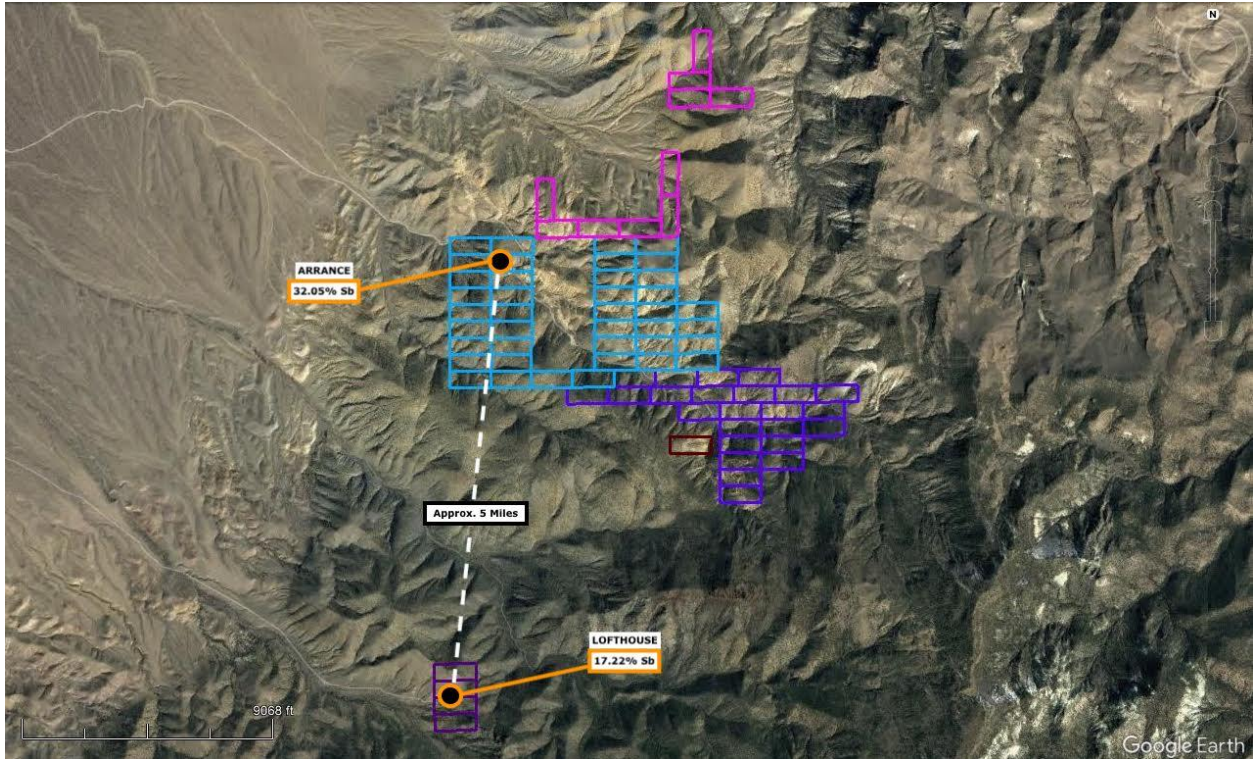 N
ARRANCE
32.05% Sb
Approx. 5 Miles
LOFTHOUSE
17.22% Sb
9068 ft
Google Earth